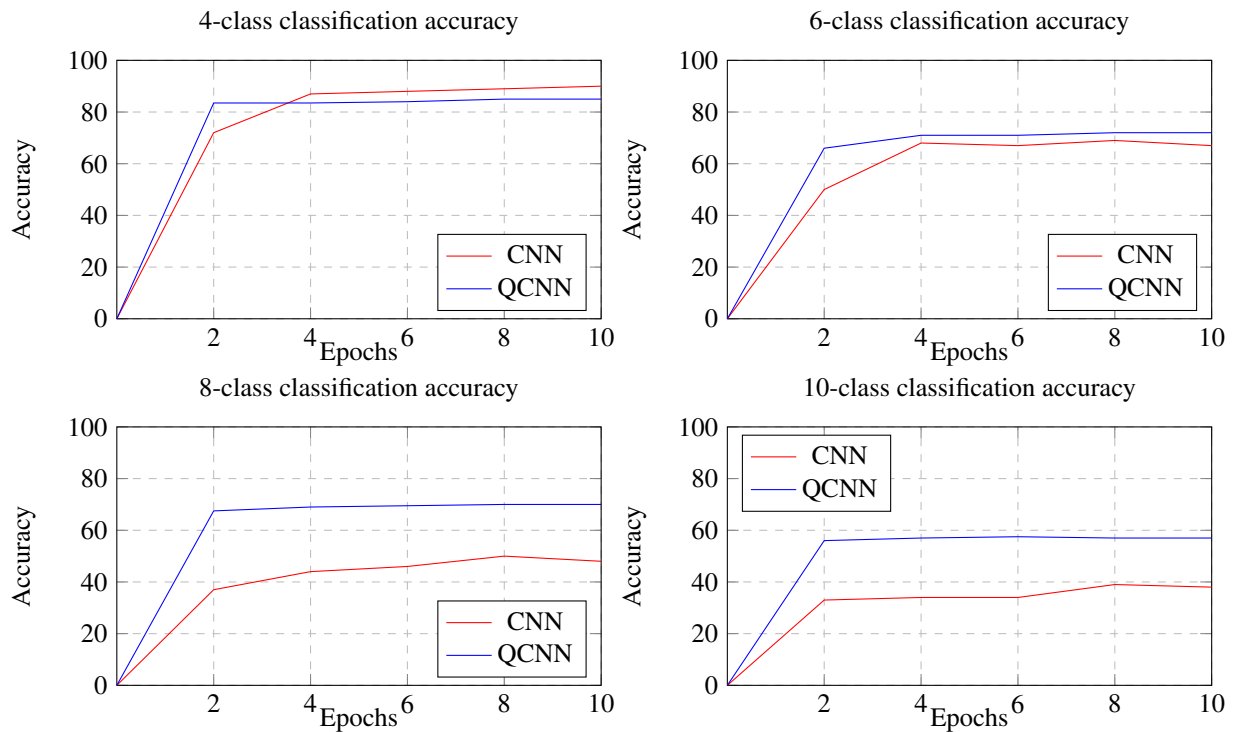 4-class classification accuracy
100
80
60
40
20
0
Accuracy
CNN
QCNN
2 4 6 8 10
Epochs
6-class classification accuracy
100
80
60
40
20
0
Accuracy
CNN
QCNN
2 4 6 8 10
Epochs
8-class classification accuracy
100
80
60
40
20
0
Accuracy
CNN
QCNN
2 4 6 8 10
Epochs
10-class classification accuracy
100
80
60
40
20
0
Accuracy
CNN
QCNN
2 4 6 8 10
Epochs